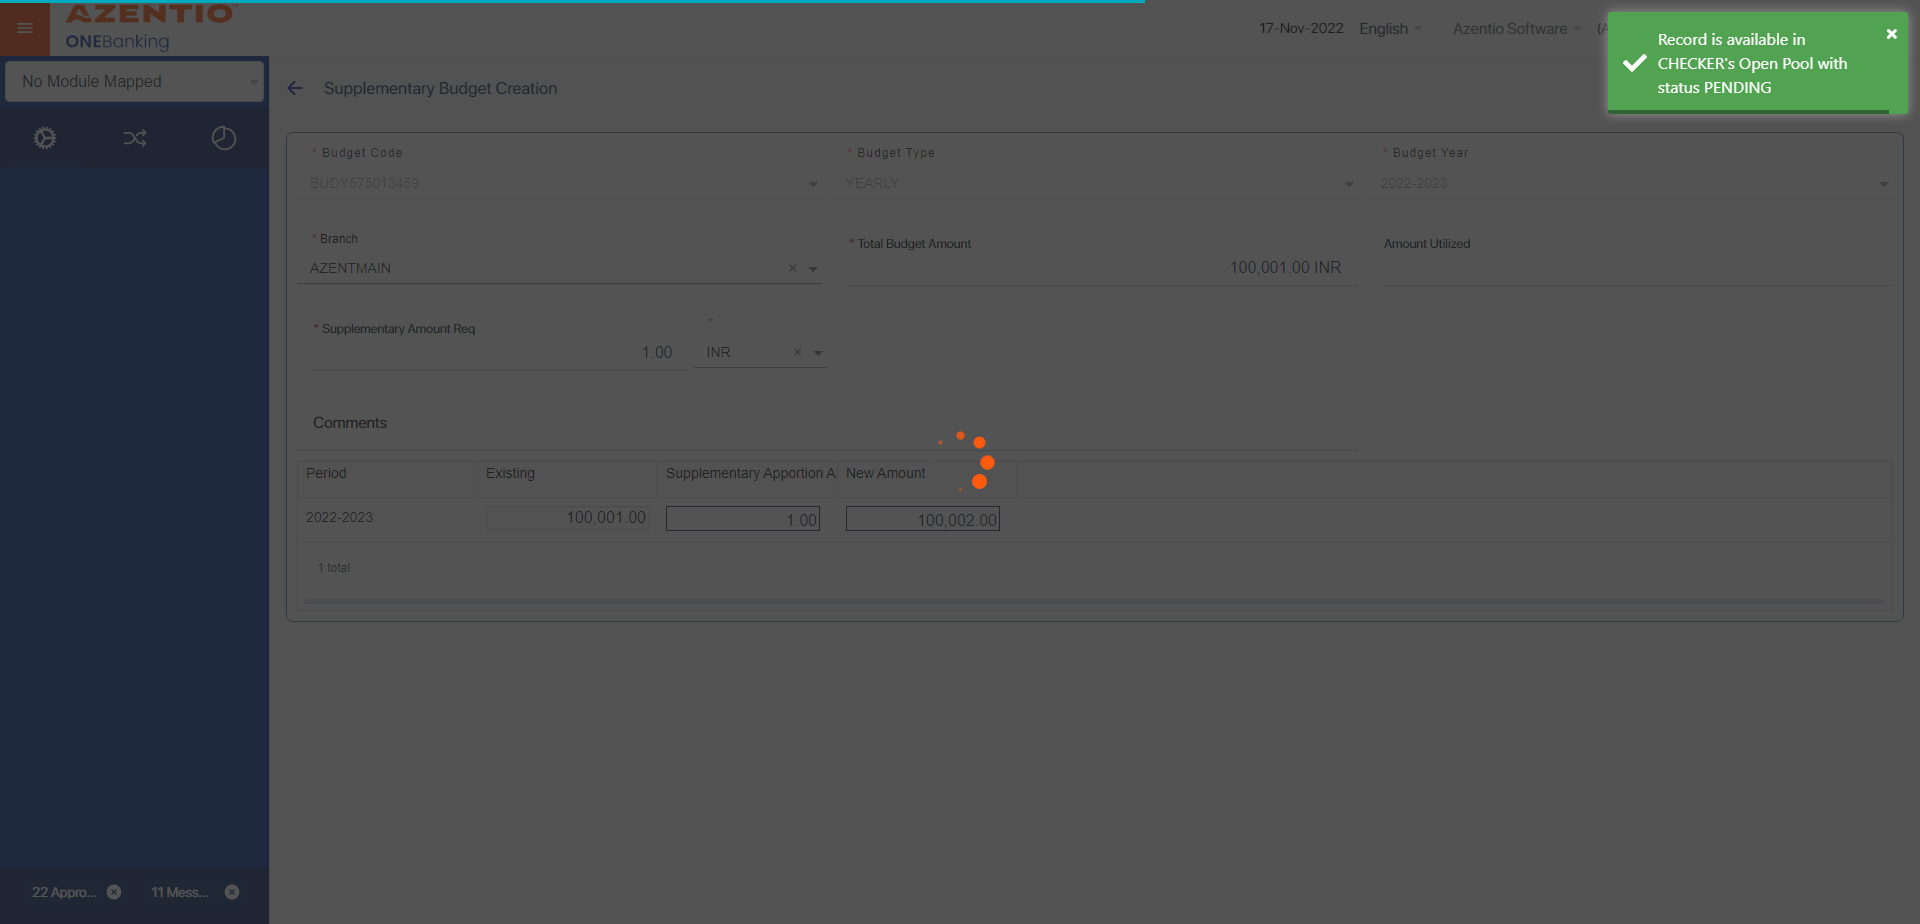 AZENTIO
ONEBanking
17-Nov-2022
English
Azentio Software
(A
Record is available in
CHECKER's Open Pool with
status PENDING
No Module Mapped
Supplementary Budget Creation
* Budget Code
* Budget Type
* Budget Year
BUDY575013459
YEARLY
2022-2023
* Branch
* Total Budget Amount
Amount Utilized
AZENTMAIN
100,001.00 INR
* Supplementary Amount Req
*
1.00
INR
Comments
Period
Existing
Supplementary Apportion A
New Amount
2022-2023
100,001.00
1.00
100,002.00
1 total
22 Appro...
11 Mess...